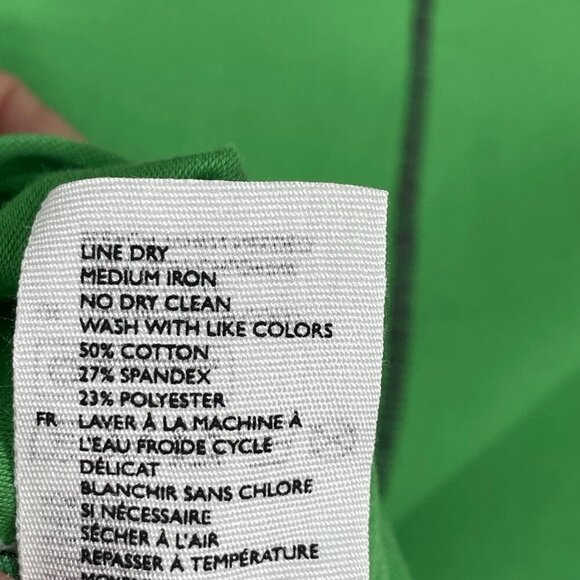 LINE DRY
MEDIUM IRON
NO DRY CLEAN
WASH WITH LIKE COLORS
50% COTTON
27% SPANDEX
23% POLYESTER
FR LAVER À LA MACHINE À
L'EAU FROIDE CYCLE
DÉLICAT
BLANCHIR SANS CHLORE
SI NÉCESSAIRE
SÉCHER À L'AIR
REPASSER À TEMPÉRATURE